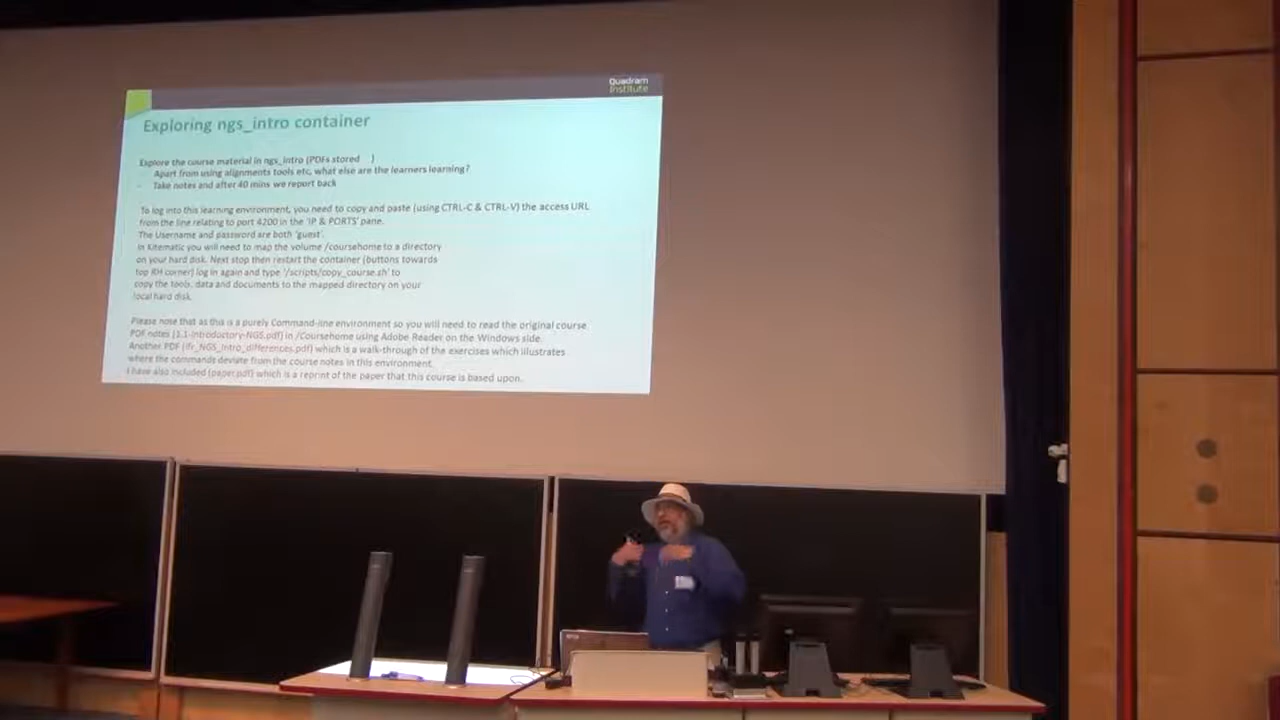 Quadram
Institute
Exploring ngs_intro container
Explore the course material in ngs_intro (PDFs stored )
Apart from using alignments tools etc, what else are the learners learning?
- Take notes and after 40 mins we report back
To log into this learning environment, you need to copy and paste (using CTRL-C & CTRL-V) the access URL
from the line relating to port 4200 in the 'IP & PORTS' pane.
The Username and password are both 'guest'.
In Kitematic you will need to map the volume /coursehome to a directory
on your hard disk. Next stop then restart the container (buttons towards
top RH corner) log in again and type '/scripts/copy_course.sh' to
copy the tools, data and documents to the mapped directory on your
local hard disk.
Please note that as this is a purely Command-line environment so you will need to read the original course
PDF notes (1.1-Introductory-NGS.pdf) in /Coursehome using Adobe Reader on the Windows side.
Another PDF (ifr_NGS_Intro_differences.pdf) which is a walk-through of the exercises which illustrates
where the commands deviate from the course notes in this environment.
I have also included (paper.pdf) which is a reprint of the paper that this course is based upon.